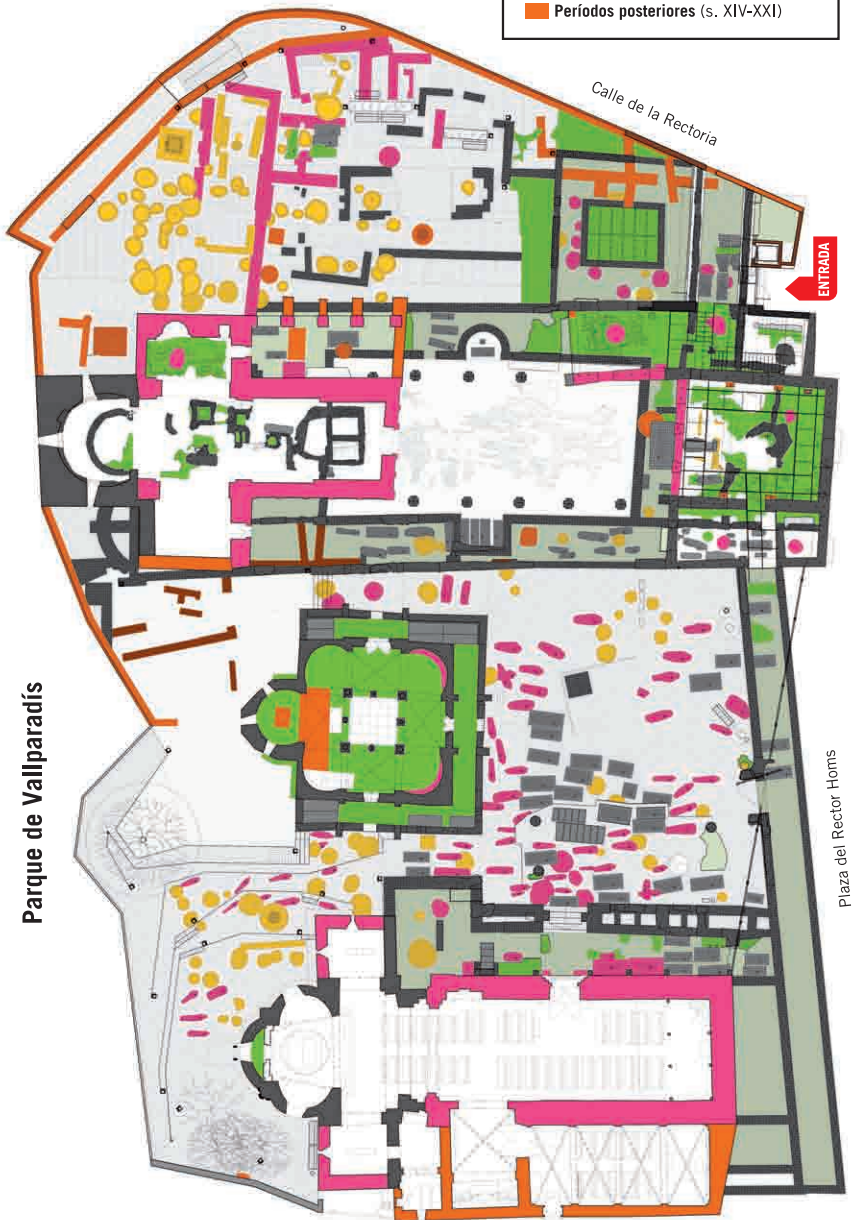 Períodos posteriores (s. XIV-XXI)
Calle de la Rectoria
ENTRADA
Parque de Vallparadís
Plaza del Rector Homs